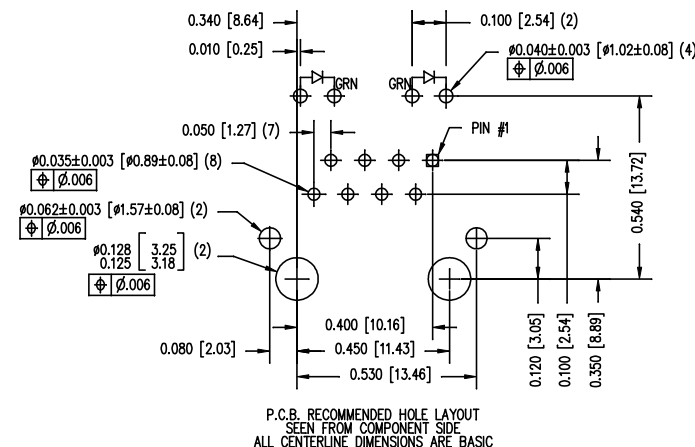 0.340 [8.64]
0.100 [2.54] (2)
0.010 [0.25]
ø0.040±0.003 [ø1.02±0.08] (4)
⌖ Ø.006
GRN
GRN
0.050 [1.27] (7)
PIN #1
ø0.035±0.003 [ø0.89±0.08] (8)
⌖ Ø.006
0.540 [13.72]
ø0.062±0.003 [ø1.57±0.08] (2)
⌖ Ø.006
ø0.128 [3.25] (2)
0.125 [3.18]
⌖ Ø.006
0.400 [10.16]
0.080 [2.03]
0.450 [11.43]
0.530 [13.46]
0.120 [3.05]
0.100 [2.54]
0.350 [8.89]
P.C.B. RECOMMENDED HOLE LAYOUT
SEEN FROM COMPONENT SIDE
ALL CENTERLINE DIMENSIONS ARE BASIC